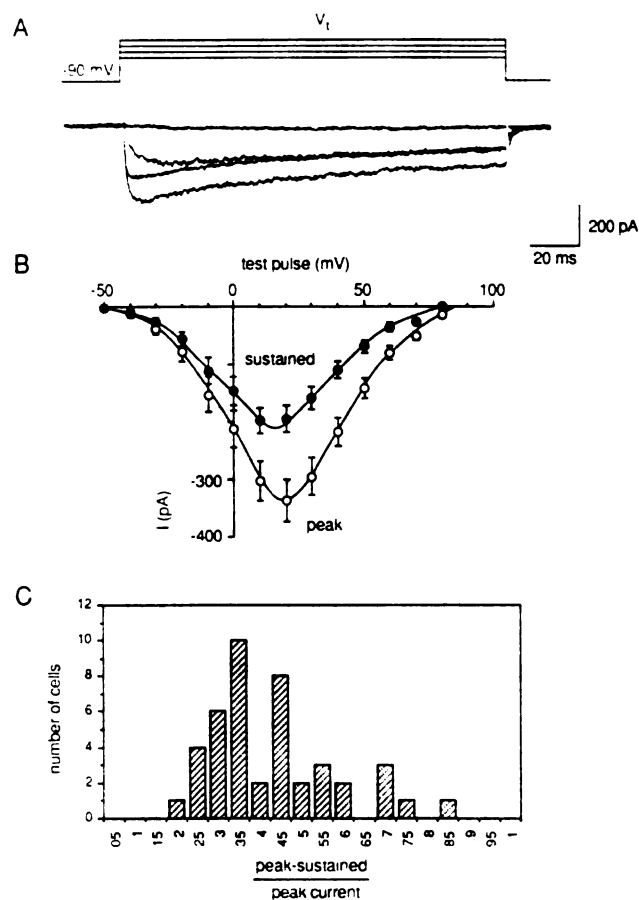 A
Vt
-90 mV
200 pA
20 ms
B
test pulse (mV)
-50
0
50
100
sustained
-300
I (pA)
peak
-400
C
12
10
8
6
4
2
0
number of cells
05
1
15
2
25
3
35
4
45
5
55
6
65
7
75
8
85
9
95
1
peak-sustained
peak current